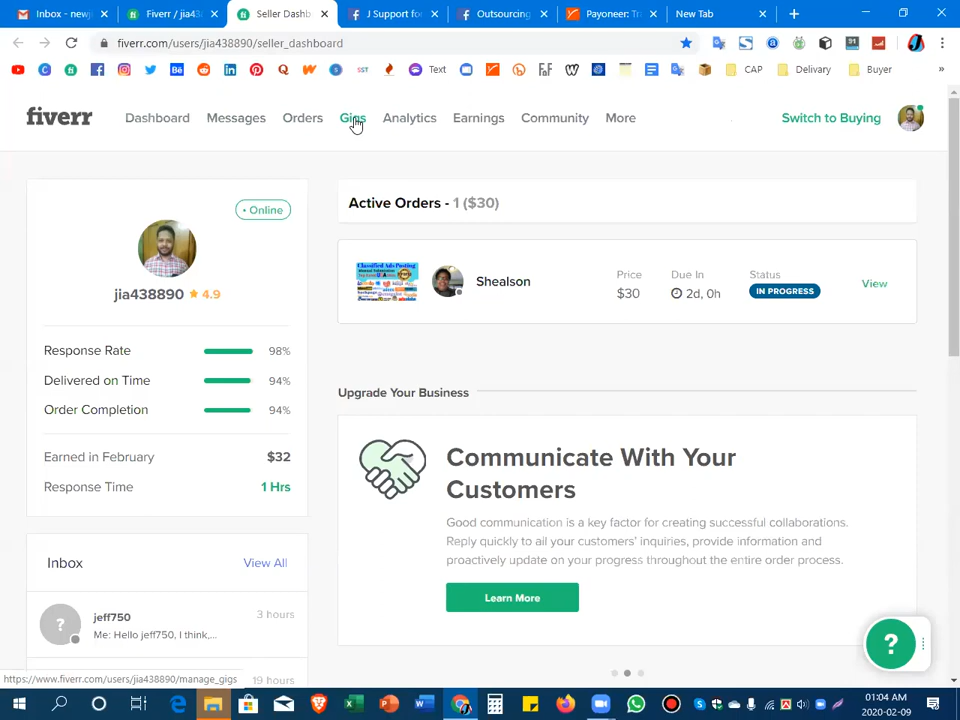 Inbox - newj
Fiverr / jia43
Seller Dashb
J Support for
Outsourcing
Payoneer: Tr
New Tab
fiverr.com/users/jia438890/seller_dashboard
Text
CAP
Delivary
Buyer
fiverr
Dashboard
Messages
Orders
Gigs
Analytics
Earnings
Community
More
Switch to Buying
• Online
jia438890 ★ 4.9
Response Rate 98%
Delivered on Time 94%
Order Completion 94%
Earned in February $32
Response Time 1 Hrs
Inbox
View All
jeff750
3 hours
Me: Hello jeff750, I think,...
19 hours
Active Orders - 1 ($30)
Classified Ads Posting
Shealson
Price
$30
Due In
2d, 0h
Status
IN PROGRESS
View
Upgrade Your Business
Communicate With Your
Customers
Good communication is a key factor for creating successful collaborations.
Reply quickly to all your customers' inquiries, provide information and
proactively update on your progress throughout the entire order process.
Learn More
?
https://www.fiverr.com/users/jia438890/manage_gigs
01:04 AM
2020-02-09